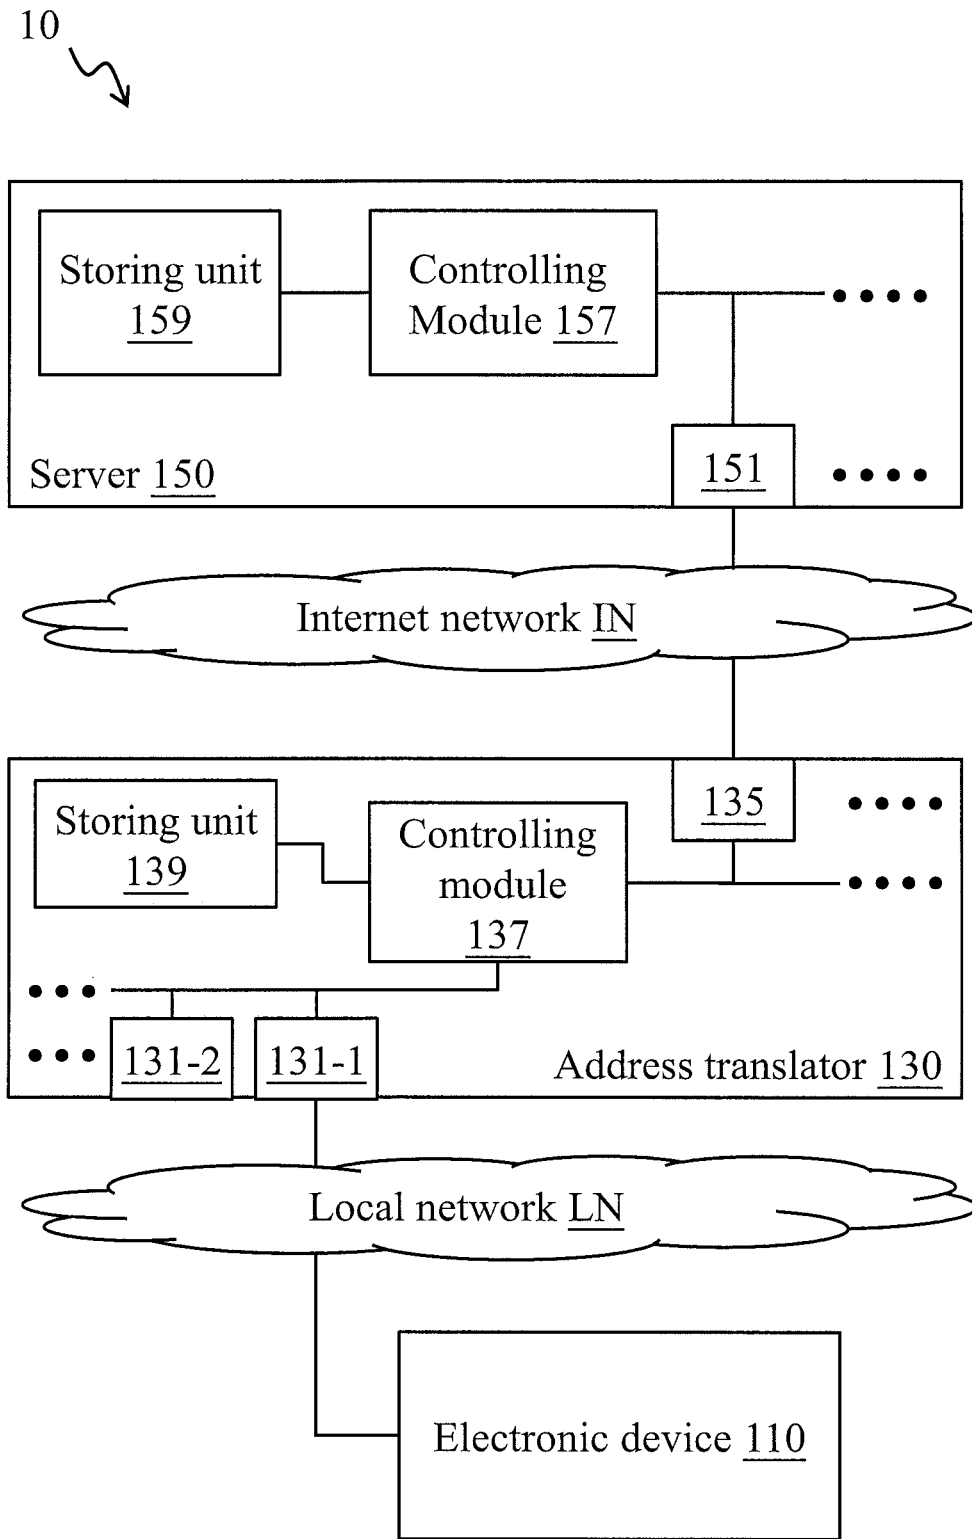 10
Storing unit
159
Controlling
Module 157
Server 150
151
Internet network IN
Storing unit
139
Controlling
module
137
135
131-2
131-1
Address translator 130
Local network LN
Electronic device 110